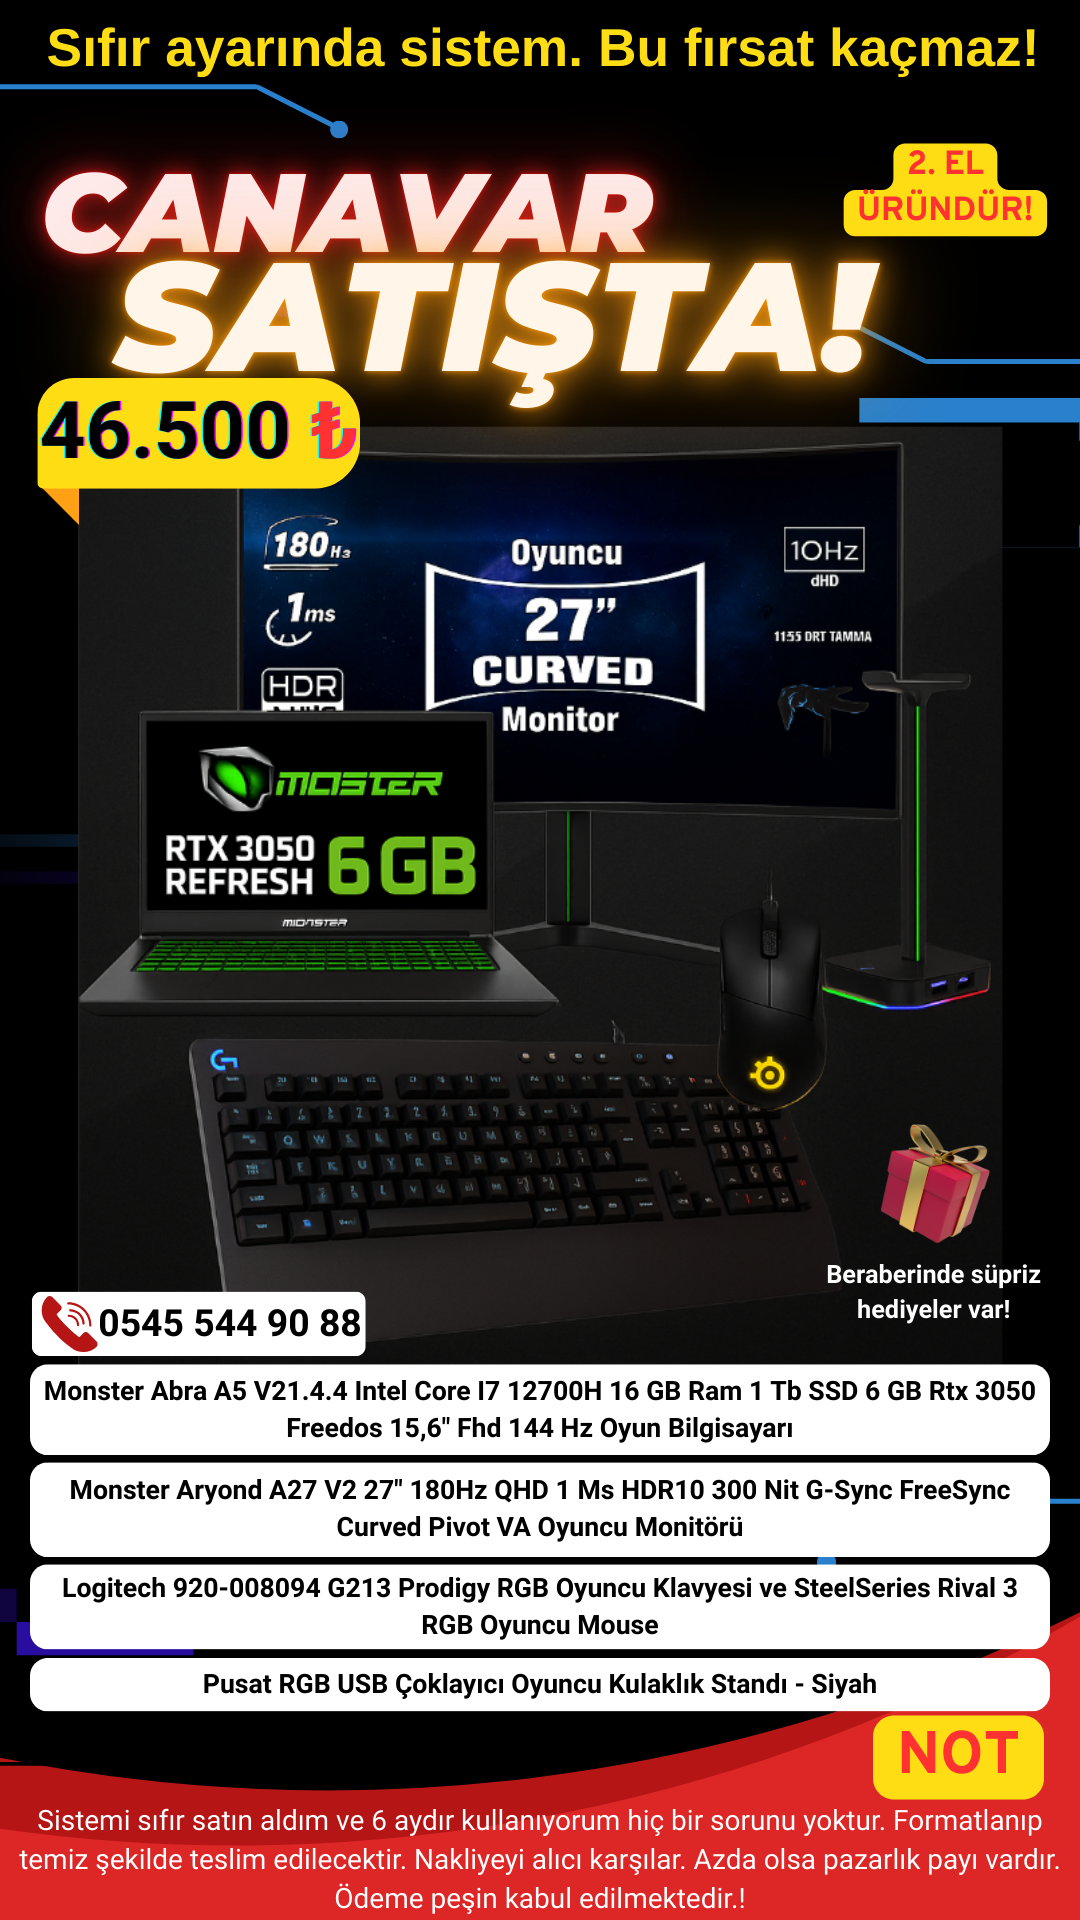 Sıfır ayarında sistem. Bu fırsat kaçmaz!
CANAVAR
2. EL
ÜRÜNDÜR!
SATIŞTA!
46.500 ₺
180Hz
1ms
HDR
Oyuncu
27”
CURVED
Monitor
1OHz
dHD
1155 DRT TAMMA
MOSTER
RTX 3050
REFRESH
6 GB
MIONSTER
Beraberinde süpriz
hediyeler var!
0545 544 90 88
Monster Abra A5 V21.4.4 Intel Core I7 12700H 16 GB Ram 1 Tb SSD 6 GB Rtx 3050
Freedos 15,6" Fhd 144 Hz Oyun Bilgisayarı
Monster Aryond A27 V2 27" 180Hz QHD 1 Ms HDR10 300 Nit G-Sync FreeSync
Curved Pivot VA Oyuncu Monitörü
Logitech 920-008094 G213 Prodigy RGB Oyuncu Klavyesi ve SteelSeries Rival 3
RGB Oyuncu Mouse
Pusat RGB USB Çoklayıcı Oyuncu Kulaklık Standı - Siyah
NOT
Sistemi sıfır satın aldım ve 6 aydır kullanıyorum hiç bir sorunu yoktur. Formatlanıp
temiz şekilde teslim edilecektir. Nakliyeyi alıcı karşılar. Azda olsa pazarlık payı vardır.
Ödeme peşin kabul edilmektedir.!